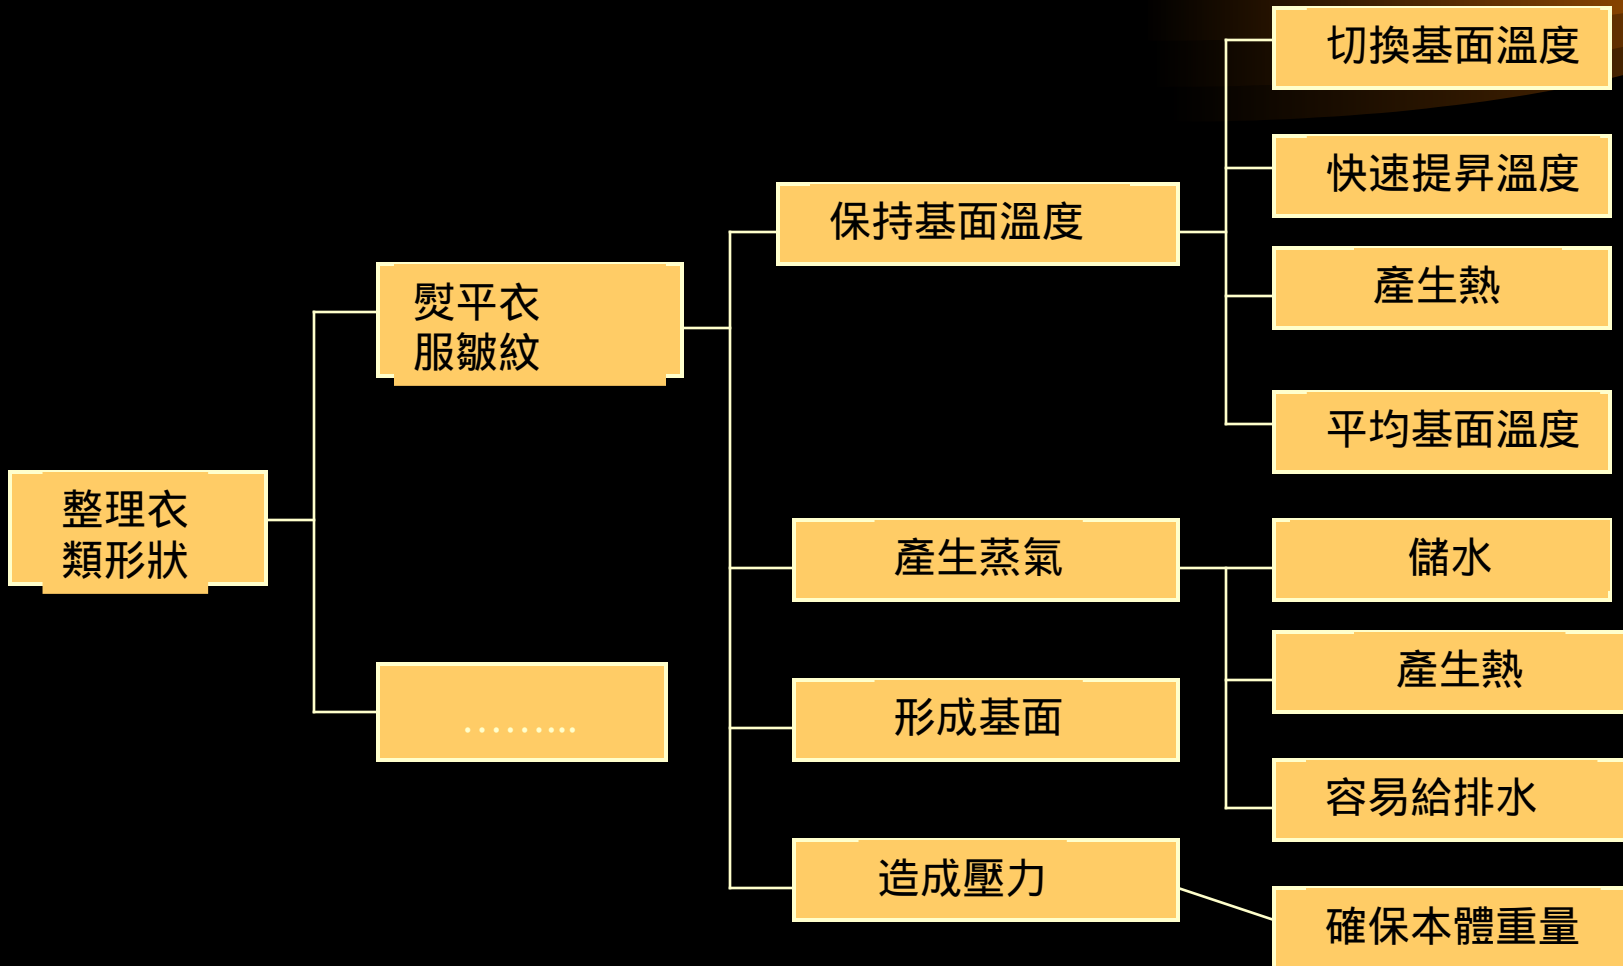 整理衣
類形狀
熨平衣
服皺紋
.........
保持基面溫度
產生蒸氣
形成基面
造成壓力
切換基面溫度
快速提昇溫度
產生熱
平均基面溫度
儲水
產生熱
容易給排水
確保本體重量